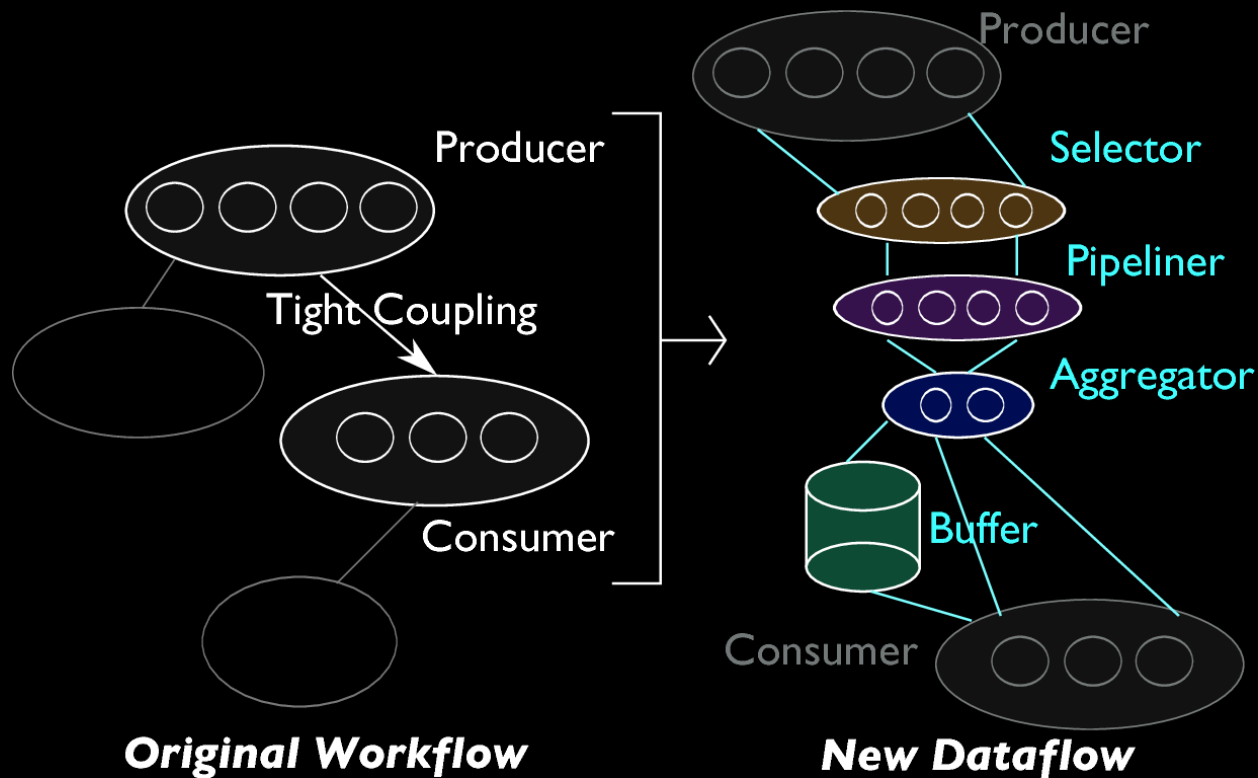 Producer
Tight Coupling
Consumer
Original Workflow
Producer
Selector
Pipeliner
Aggregator
Buffer
Consumer
New Dataflow